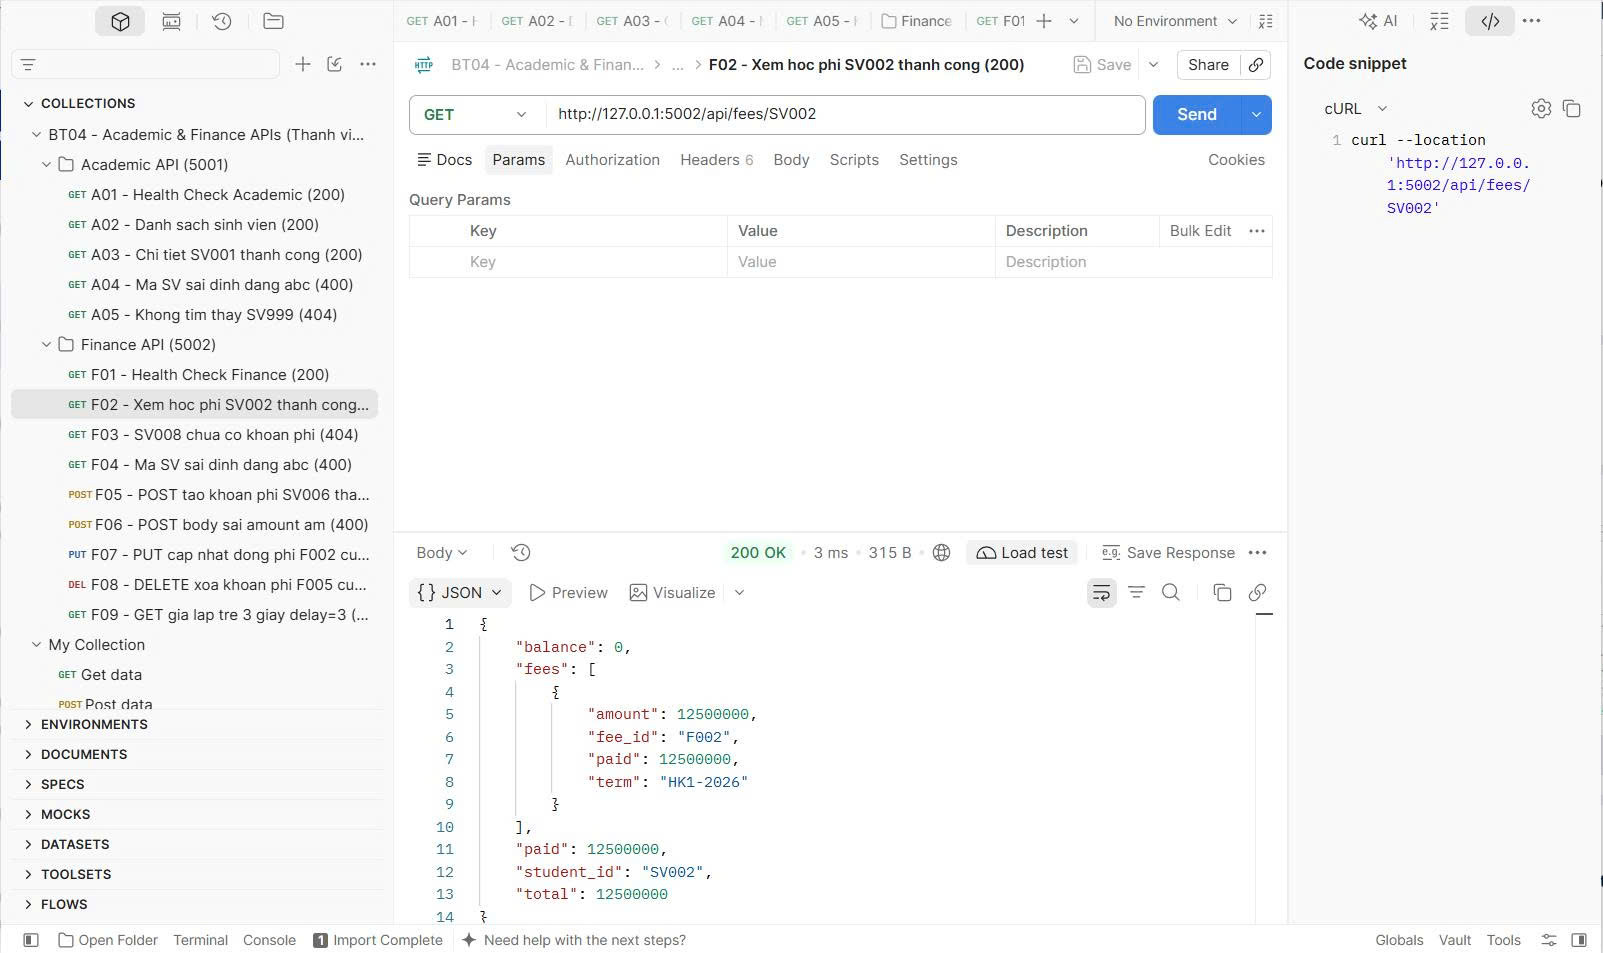 COLLECTIONS
BT04 - Academic & Finance APIs (Thanh vi...
Academic API (5001)
GET A01 - Health Check Academic (200)
GET A02 - Danh sach sinh vien (200)
GET A03 - Chi tiet SV001 thanh cong (200)
GET A04 - Ma SV sai dinh dang abc (400)
GET A05 - Khong tim thay SV999 (404)
Finance API (5002)
GET F01 - Health Check Finance (200)
GET F02 - Xem hoc phi SV002 thanh cong...
GET F03 - SV008 chua co khoan phi (404)
GET F04 - Ma SV sai dinh dang abc (400)
POST F05 - POST tao khoan phi SV006 tha...
POST F06 - POST body sai amount am (400)
PUT F07 - PUT cap nhat dong phi F002 cu...
DEL F08 - DELETE xoa khoan phi F005 cu...
GET F09 - GET gia lap tre 3 giay delay=3 (...
My Collection
GET Get data
POST Post data
ENVIRONMENTS
DOCUMENTS
SPECS
MOCKS
DATASETS
TOOLSETS
FLOWS
GET A01 - GET A02 - GET A03 - GET A04 - GET A05 - Finance GET F01 No Environment
HTTP BT04 - Academic & Finan... > ... > F02 - Xem hoc phi SV002 thanh cong (200) Save Share
GET http://127.0.0.1:5002/api/fees/SV002 Send
Docs Params Authorization Headers 6 Body Scripts Settings Cookies
Query Params
Key Value Description Bulk Edit
Key Value Description
Body 200 OK 3 ms 315 B Load test e.g. Save Response
{} JSON Preview Visualize
1 {
2 "balance": 0,
3 "fees": [
4 {
5 "amount": 12500000,
6 "fee_id": "F002",
7 "paid": 12500000,
8 "term": "HK1-2026"
9 }
10 ],
11 "paid": 12500000,
12 "student_id": "SV002",
13 "total": 12500000
14 }
AI
Code snippet
cURL
1 curl --location
'http://127.0.0.
1:5002/api/fees/
SV002'
Open Folder Terminal Console 1 Import Complete Need help with the next steps? Globals Vault Tools